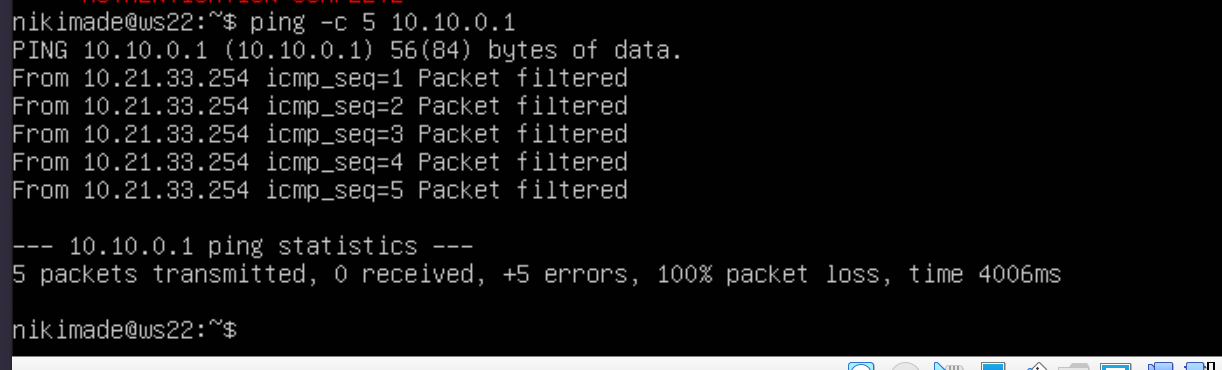 AUTHENTICATION COMPLETE
nikimade@ws22:~$ ping -c 5 10.10.0.1
PING 10.10.0.1 (10.10.0.1) 56(84) bytes of data.
From 10.21.33.254 icmp_seq=1 Packet filtered
From 10.21.33.254 icmp_seq=2 Packet filtered
From 10.21.33.254 icmp_seq=3 Packet filtered
From 10.21.33.254 icmp_seq=4 Packet filtered
From 10.21.33.254 icmp_seq=5 Packet filtered
--- 10.10.0.1 ping statistics ---
5 packets transmitted, 0 received, +5 errors, 100% packet loss, time 4006ms
nikimade@ws22:~$